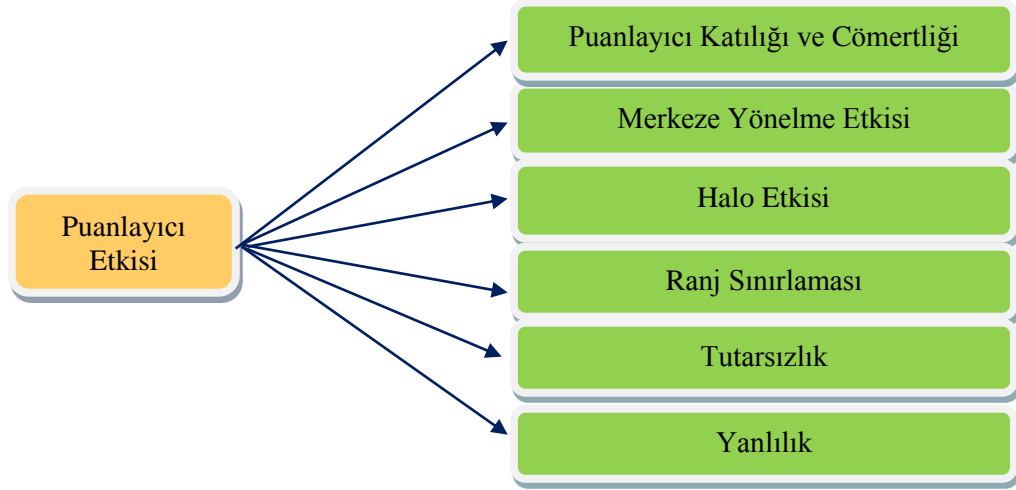 Puanlayıcı Katılığı ve Cömertliği
Merkeze Yönelme Etkisi
Halo Etkisi
Puanlayıcı
Etkisi
Ranj Sınırlaması
Tutarsızlık
Yanlılık